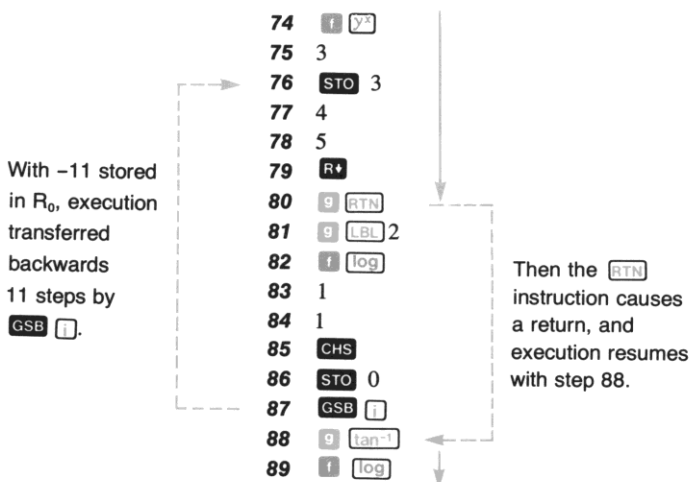 74 f yˣ
75 3
76 STO 3
77 4
78 5
79 R↓
80 g RTN
81 g LBL 2
82 f log
83 1
84 1
85 CHS
86 STO 0
87 GSB i
88 g tan⁻¹
89 f log
With –11 stored
in R₀, execution
transferred
backwards
11 steps by
GSB i.
Then the RTN
instruction causes
a return, and
execution resumes
with step 88.